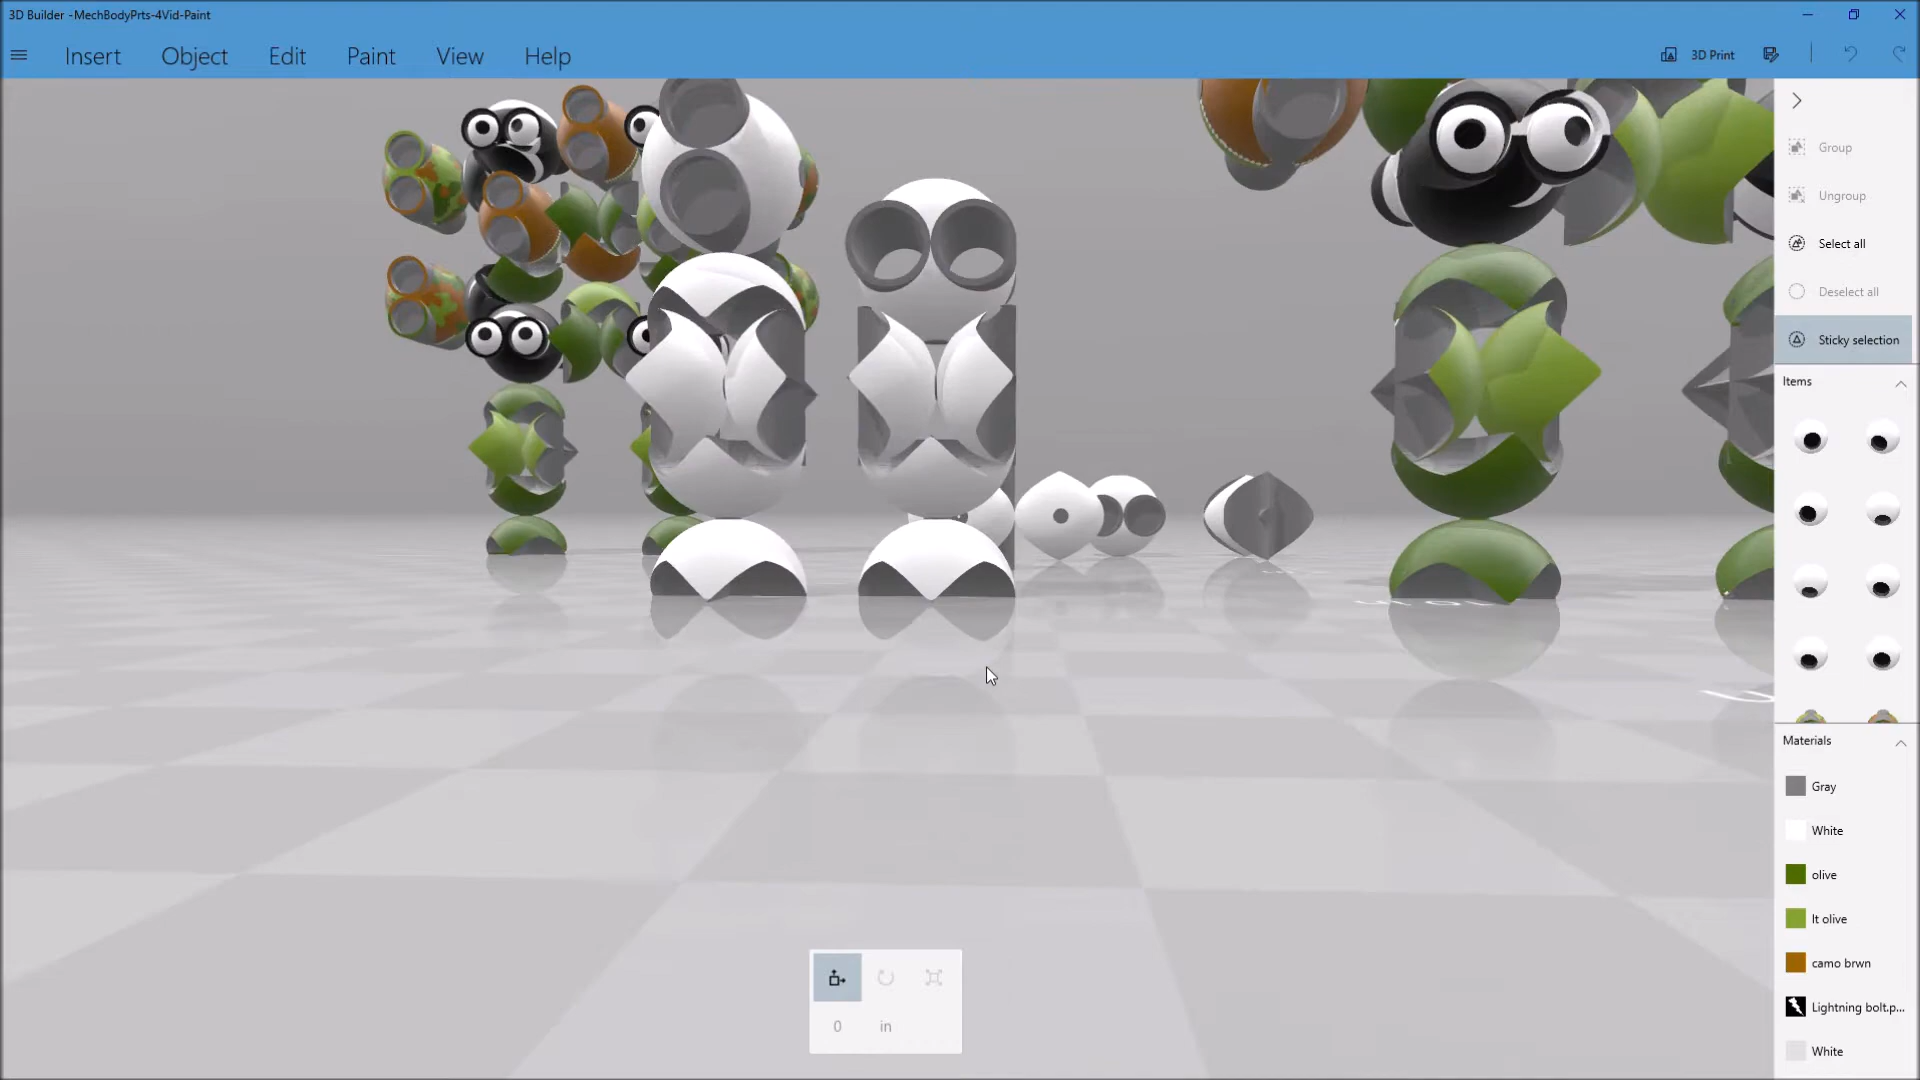 3D Builder -MechBodyPrts-4Vid-Paint
Insert Object Edit Paint View Help
3D Print
Group
Ungroup
Select all
Deselect all
Sticky selection
Items
Materials
Gray
White
olive
lt olive
camo brwn
Lightning bolt.p...
White
0 in